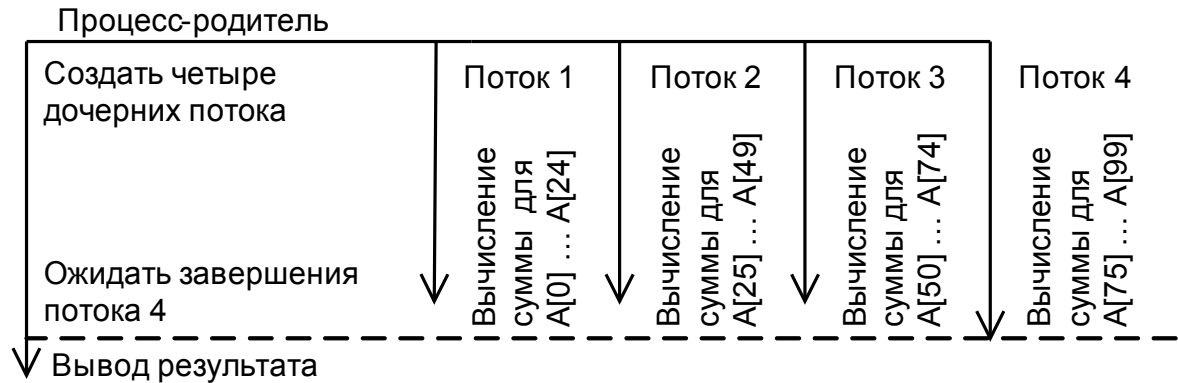 Процесс-родитель
Создать четыре
дочерних потока
Ожидать завершения
потока 4
Вывод результата
Поток 1
Вычисление
суммы для
A[0] … A[24]
Поток 2
Вычисление
суммы для
A[25] … A[49]
Поток 3
Вычисление
суммы для
A[50] … A[74]
Поток 4
Вычисление
суммы для
A[75] … A[99]